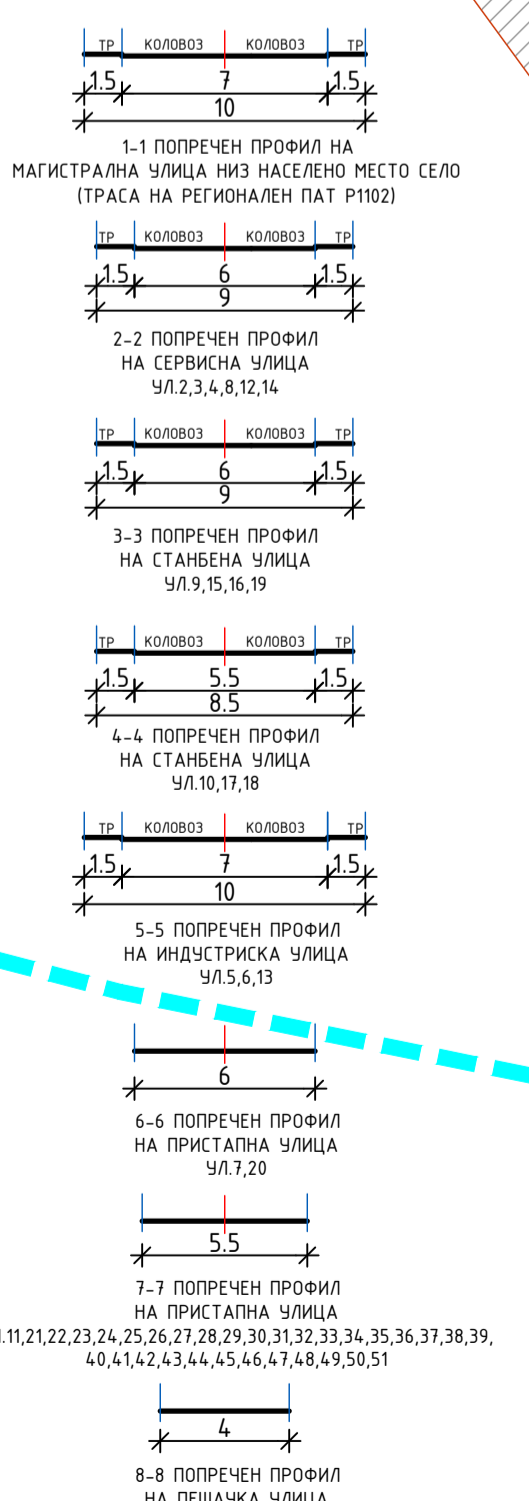 ТР КОЛОВОЗ КОЛОВОЗ ТР
1.5 7 1.5
10
1-1 ПОПРЕЧЕН ПРОФИЛ НА
МАГИСТРАЛНА УЛИЦА НИЗ НАСЕЛЕНО МЕСТО СЕЛО
(ТРАСА НА РЕГИОНАЛЕН ПАТ Р1102)
ТР КОЛОВОЗ КОЛОВОЗ ТР
1.5 6 1.5
9
2-2 ПОПРЕЧЕН ПРОФИЛ
НА СЕРВИСНА УЛИЦА
УЛ.2,3,4,8,12,14
ТР КОЛОВОЗ КОЛОВОЗ ТР
1.5 6 1.5
9
3-3 ПОПРЕЧЕН ПРОФИЛ
НА СТАНБЕНА УЛИЦА
УЛ.9,15,16,19
ТР КОЛОВОЗ КОЛОВОЗ ТР
1.5 5.5 1.5
8.5
4-4 ПОПРЕЧЕН ПРОФИЛ
НА СТАНБЕНА УЛИЦА
УЛ.10,17,18
ТР КОЛОВОЗ КОЛОВОЗ ТР
1.5 7 1.5
10
5-5 ПОПРЕЧЕН ПРОФИЛ
НА ИНДУСТРИСКА УЛИЦА
УЛ.5,6,13
6
6-6 ПОПРЕЧЕН ПРОФИЛ
НА ПРИСТАПНА УЛИЦА
УЛ.7,20
5.5
7-7 ПОПРЕЧЕН ПРОФИЛ
НА ПРИСТАПНА УЛИЦА
.11,21,22,23,24,25,26,27,28,29,30,31,32,33,34,35,36,37,38,39,
40,41,42,43,44,45,46,47,48,49,50,51
4
8-8 ПОПРЕЧЕН ПРОФИЛ
НА ПЕШАЧКА УЛИЦА